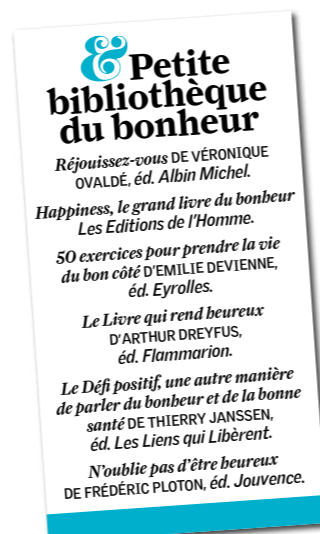 & Petite
bibliothèque
du bonheur
Réjouissez-vous DE VÉRONIQUE
OVALDÉ, éd. Albin Michel.
Happiness, le grand livre du bonheur
Les Editions de l'Homme.
50 exercices pour prendre la vie
du bon côté D'EMILIE DEVIENNE,
éd. Eyrolles.
Le Livre qui rend heureux
D'ARTHUR DREYFUS,
éd. Flammarion.
Le Défi positif, une autre manière
de parler du bonheur et de la bonne
santé DE THIERRY JANSSEN,
éd. Les Liens qui Libèrent.
N'oublie pas d'être heureux
DE FRÉDÉRIC PLOTON, éd. Jouvence.